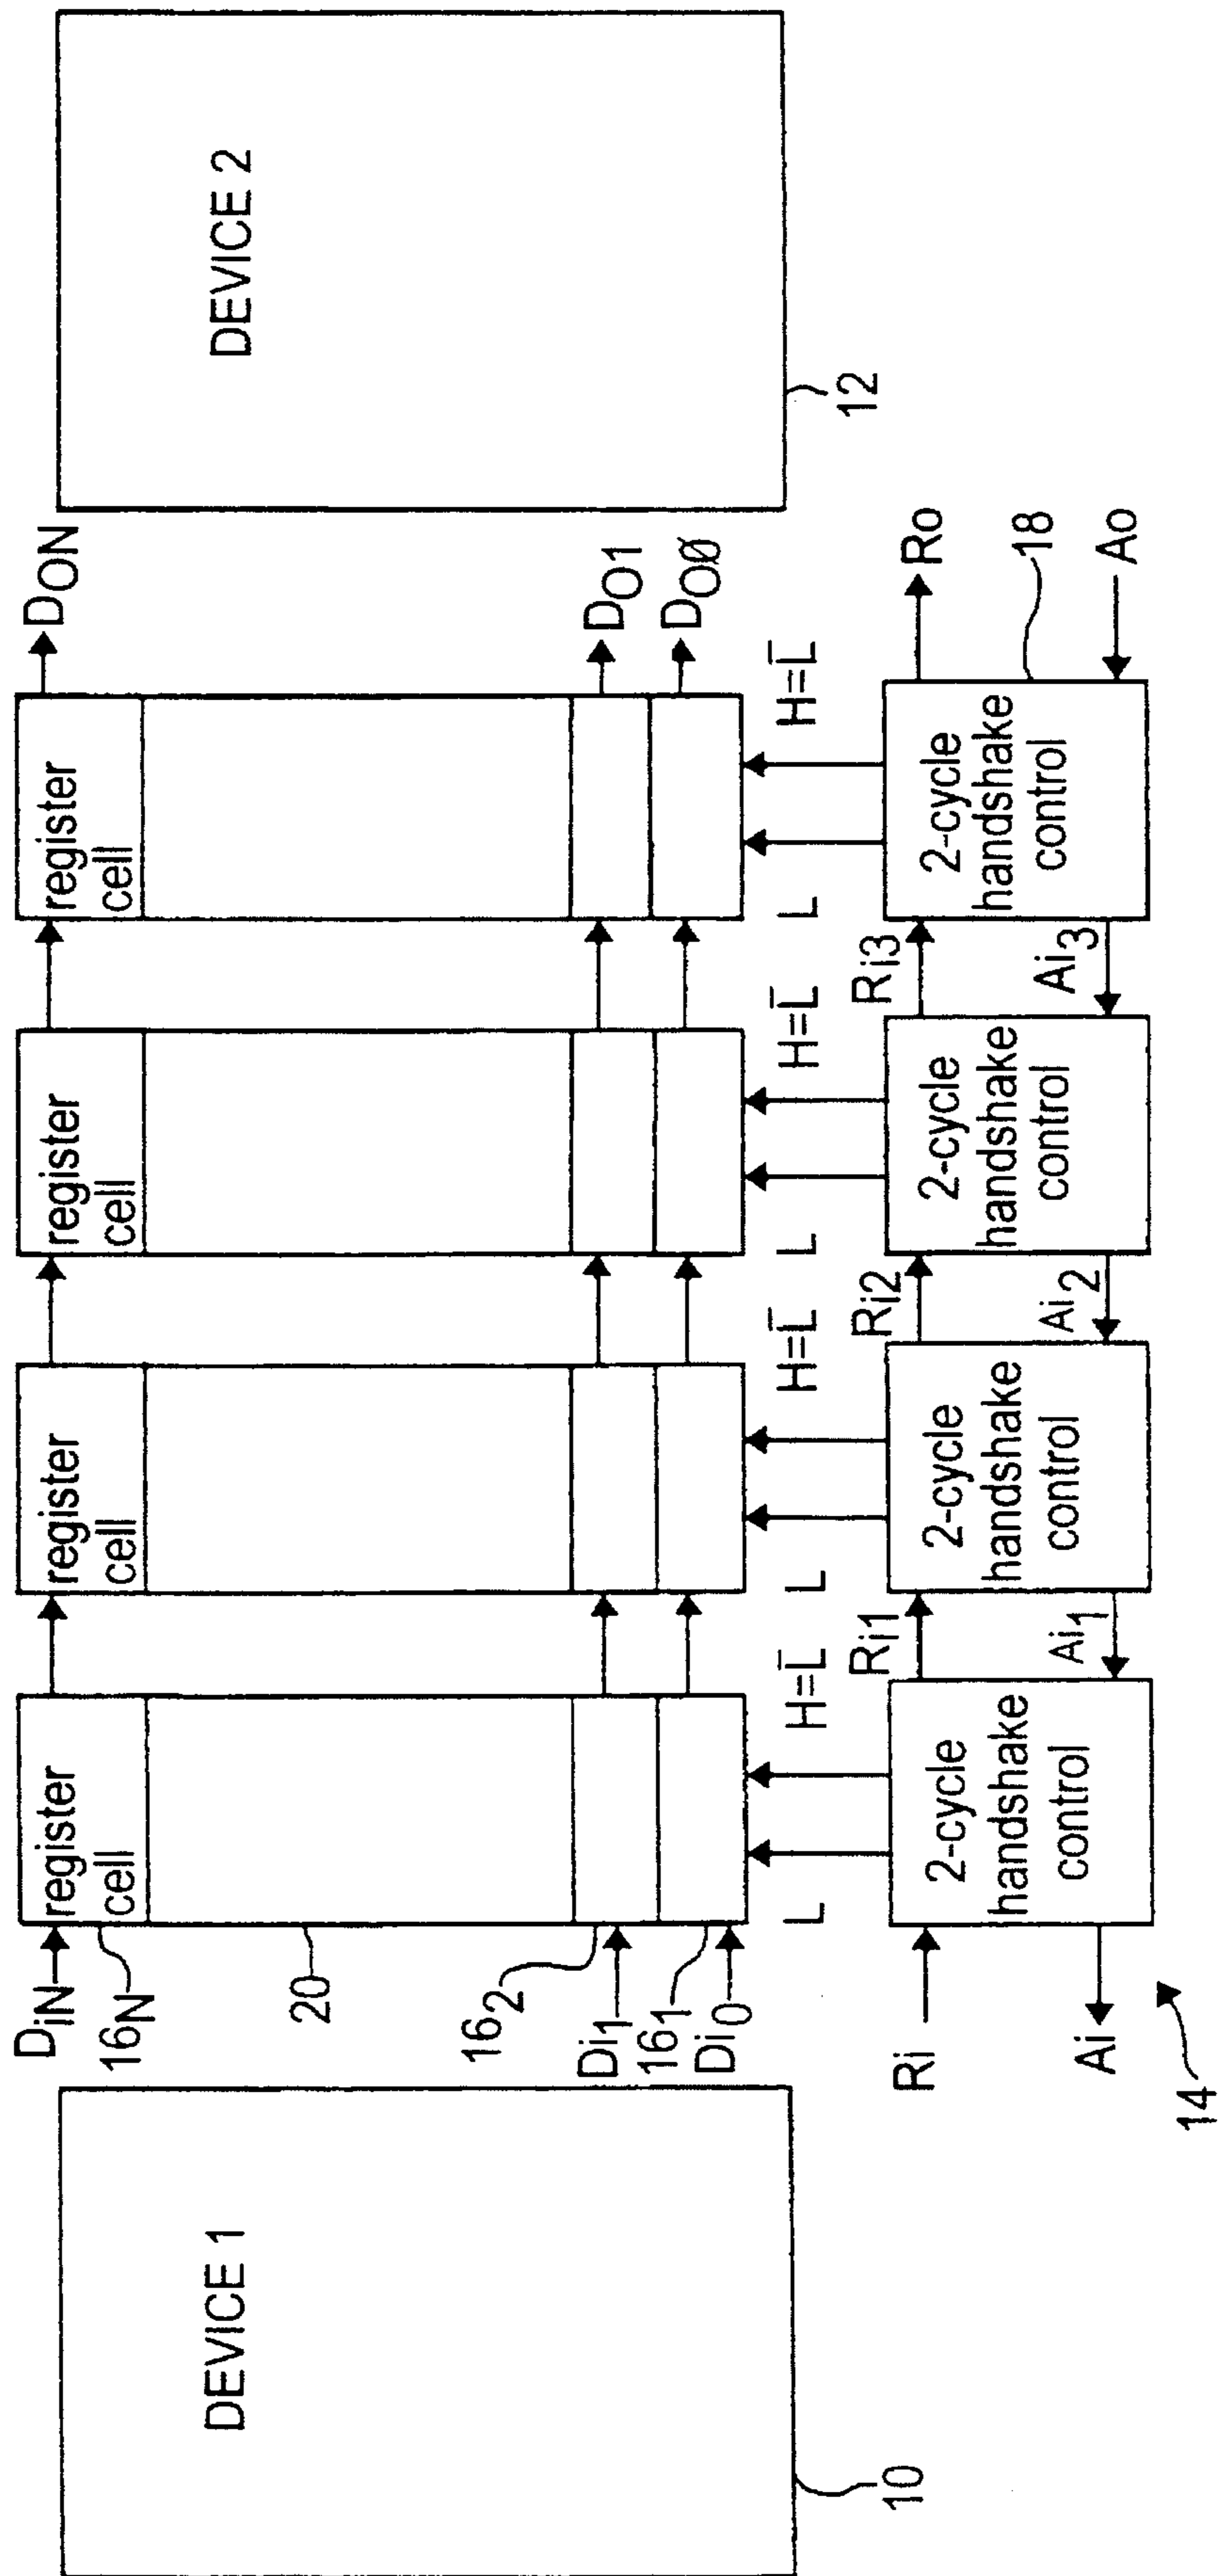 DEVICE 1
10
DiN
16N
20
162
Di1
161
Di0
Ri
Ai
14
register
cell
register
cell
register
cell
register
cell
L
H=L̅
L
H=L̅
L
H=L̅
L
H=L̅
2-cycle
handshake
control
Ri1
Ai1
2-cycle
handshake
control
Ri2
Ai2
2-cycle
handshake
control
Ri3
Ai3
2-cycle
handshake
control
18
DON
DO1
DOØ
Ro
Ao
DEVICE 2
12